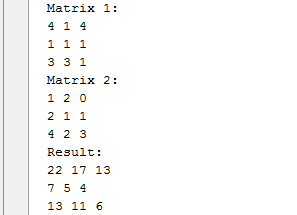 Matrix 1:
4 1 4
1 1 1
3 3 1
Matrix 2:
1 2 0
2 1 1
4 2 3
Result:
22 17 13
7 5 4
13 11 6